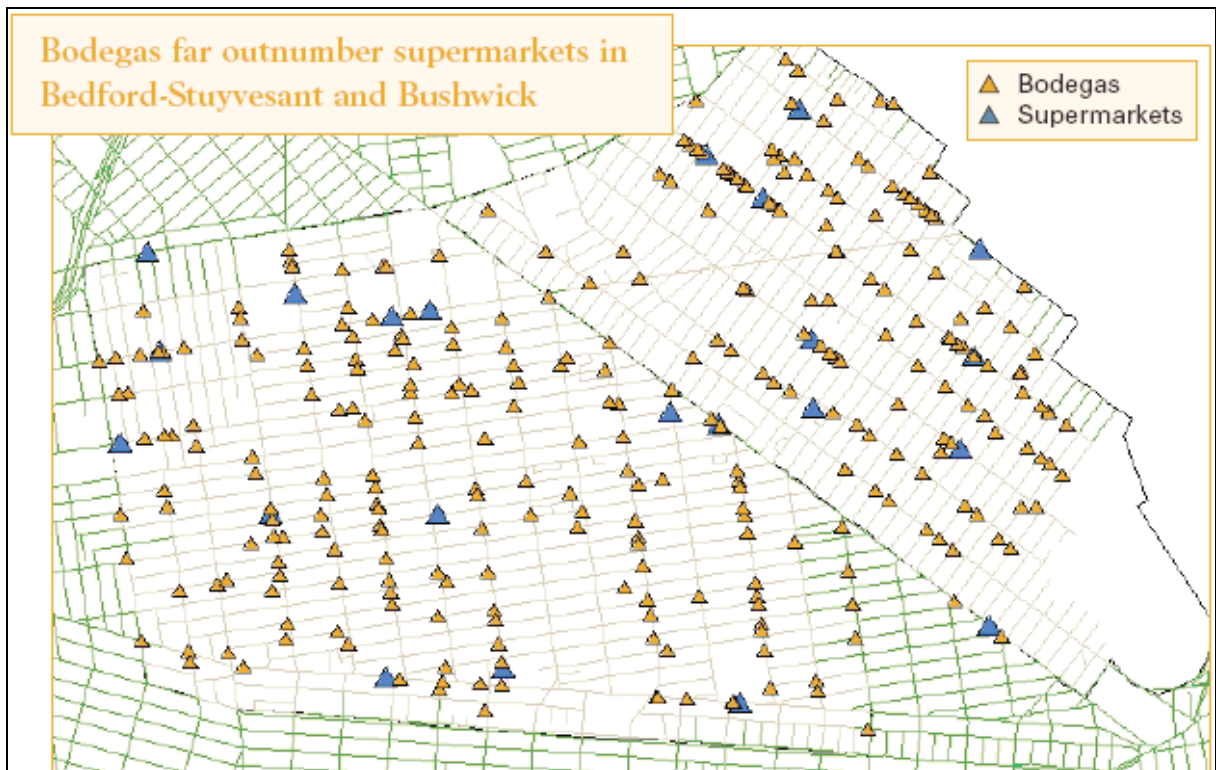 Bodegas far outnumber supermarkets in
Bedford-Stuyvesant and Bushwick
Bodegas
Supermarkets